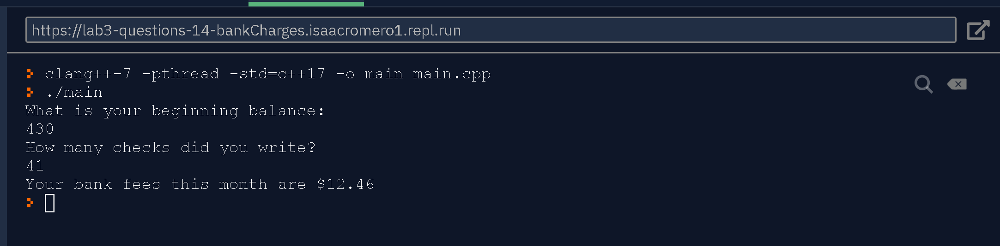 https://lab3-questions-14-bankCharges.isaacromero1.repl.run
clang++-7 -pthread -std=c++17 -o main main.cpp
./main
What is your beginning balance:
430
How many checks did you write?
41
Your bank fees this month are $12.46